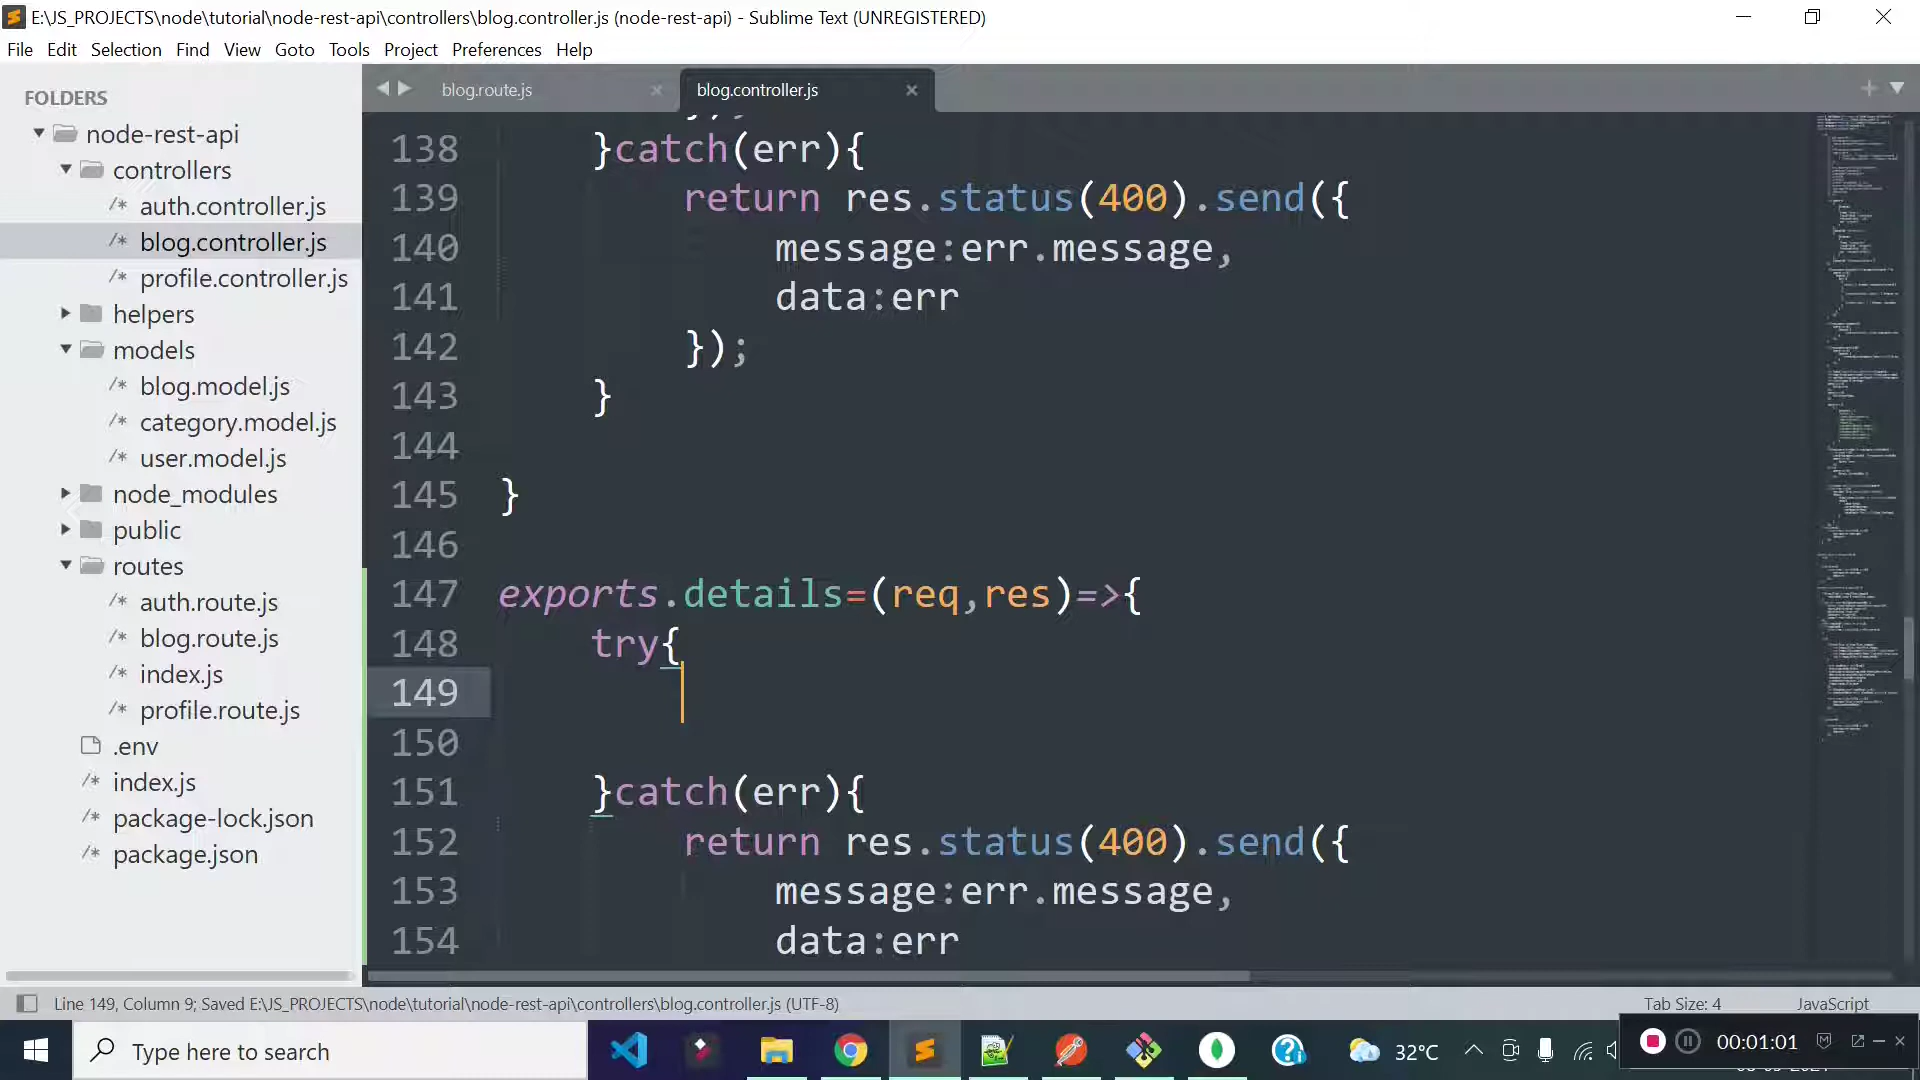 E:\JS_PROJECTS\node\tutorial\node-rest-api\controllers\blog.controller.js (node-rest-api) - Sublime Text (UNREGISTERED)
File Edit Selection Find View Goto Tools Project Preferences Help
FOLDERS
node-rest-api
controllers
/* auth.controller.js
/* blog.controller.js
/* profile.controller.js
helpers
models
/* blog.model.js
/* category.model.js
/* user.model.js
node_modules
public
routes
/* auth.route.js
/* blog.route.js
/* index.js
/* profile.route.js
.env
/* index.js
/* package-lock.json
/* package.json
blog.route.js
blog.controller.js
138 }catch(err){
139 return res.status(400).send({
140 message:err.message,
141 data:err
142 });
143 }
144
145 }
146
147 exports.details=(req,res)=>{
148 try{
149
150
151 }catch(err){
152 return res.status(400).send({
153 message:err.message,
154 data:err
Line 149, Column 9; Saved E:\JS_PROJECTS\node\tutorial\node-rest-api\controllers\blog.controller.js (UTF-8)
Tab Size: 4
JavaScript
Type here to search
32°C
00:01:01